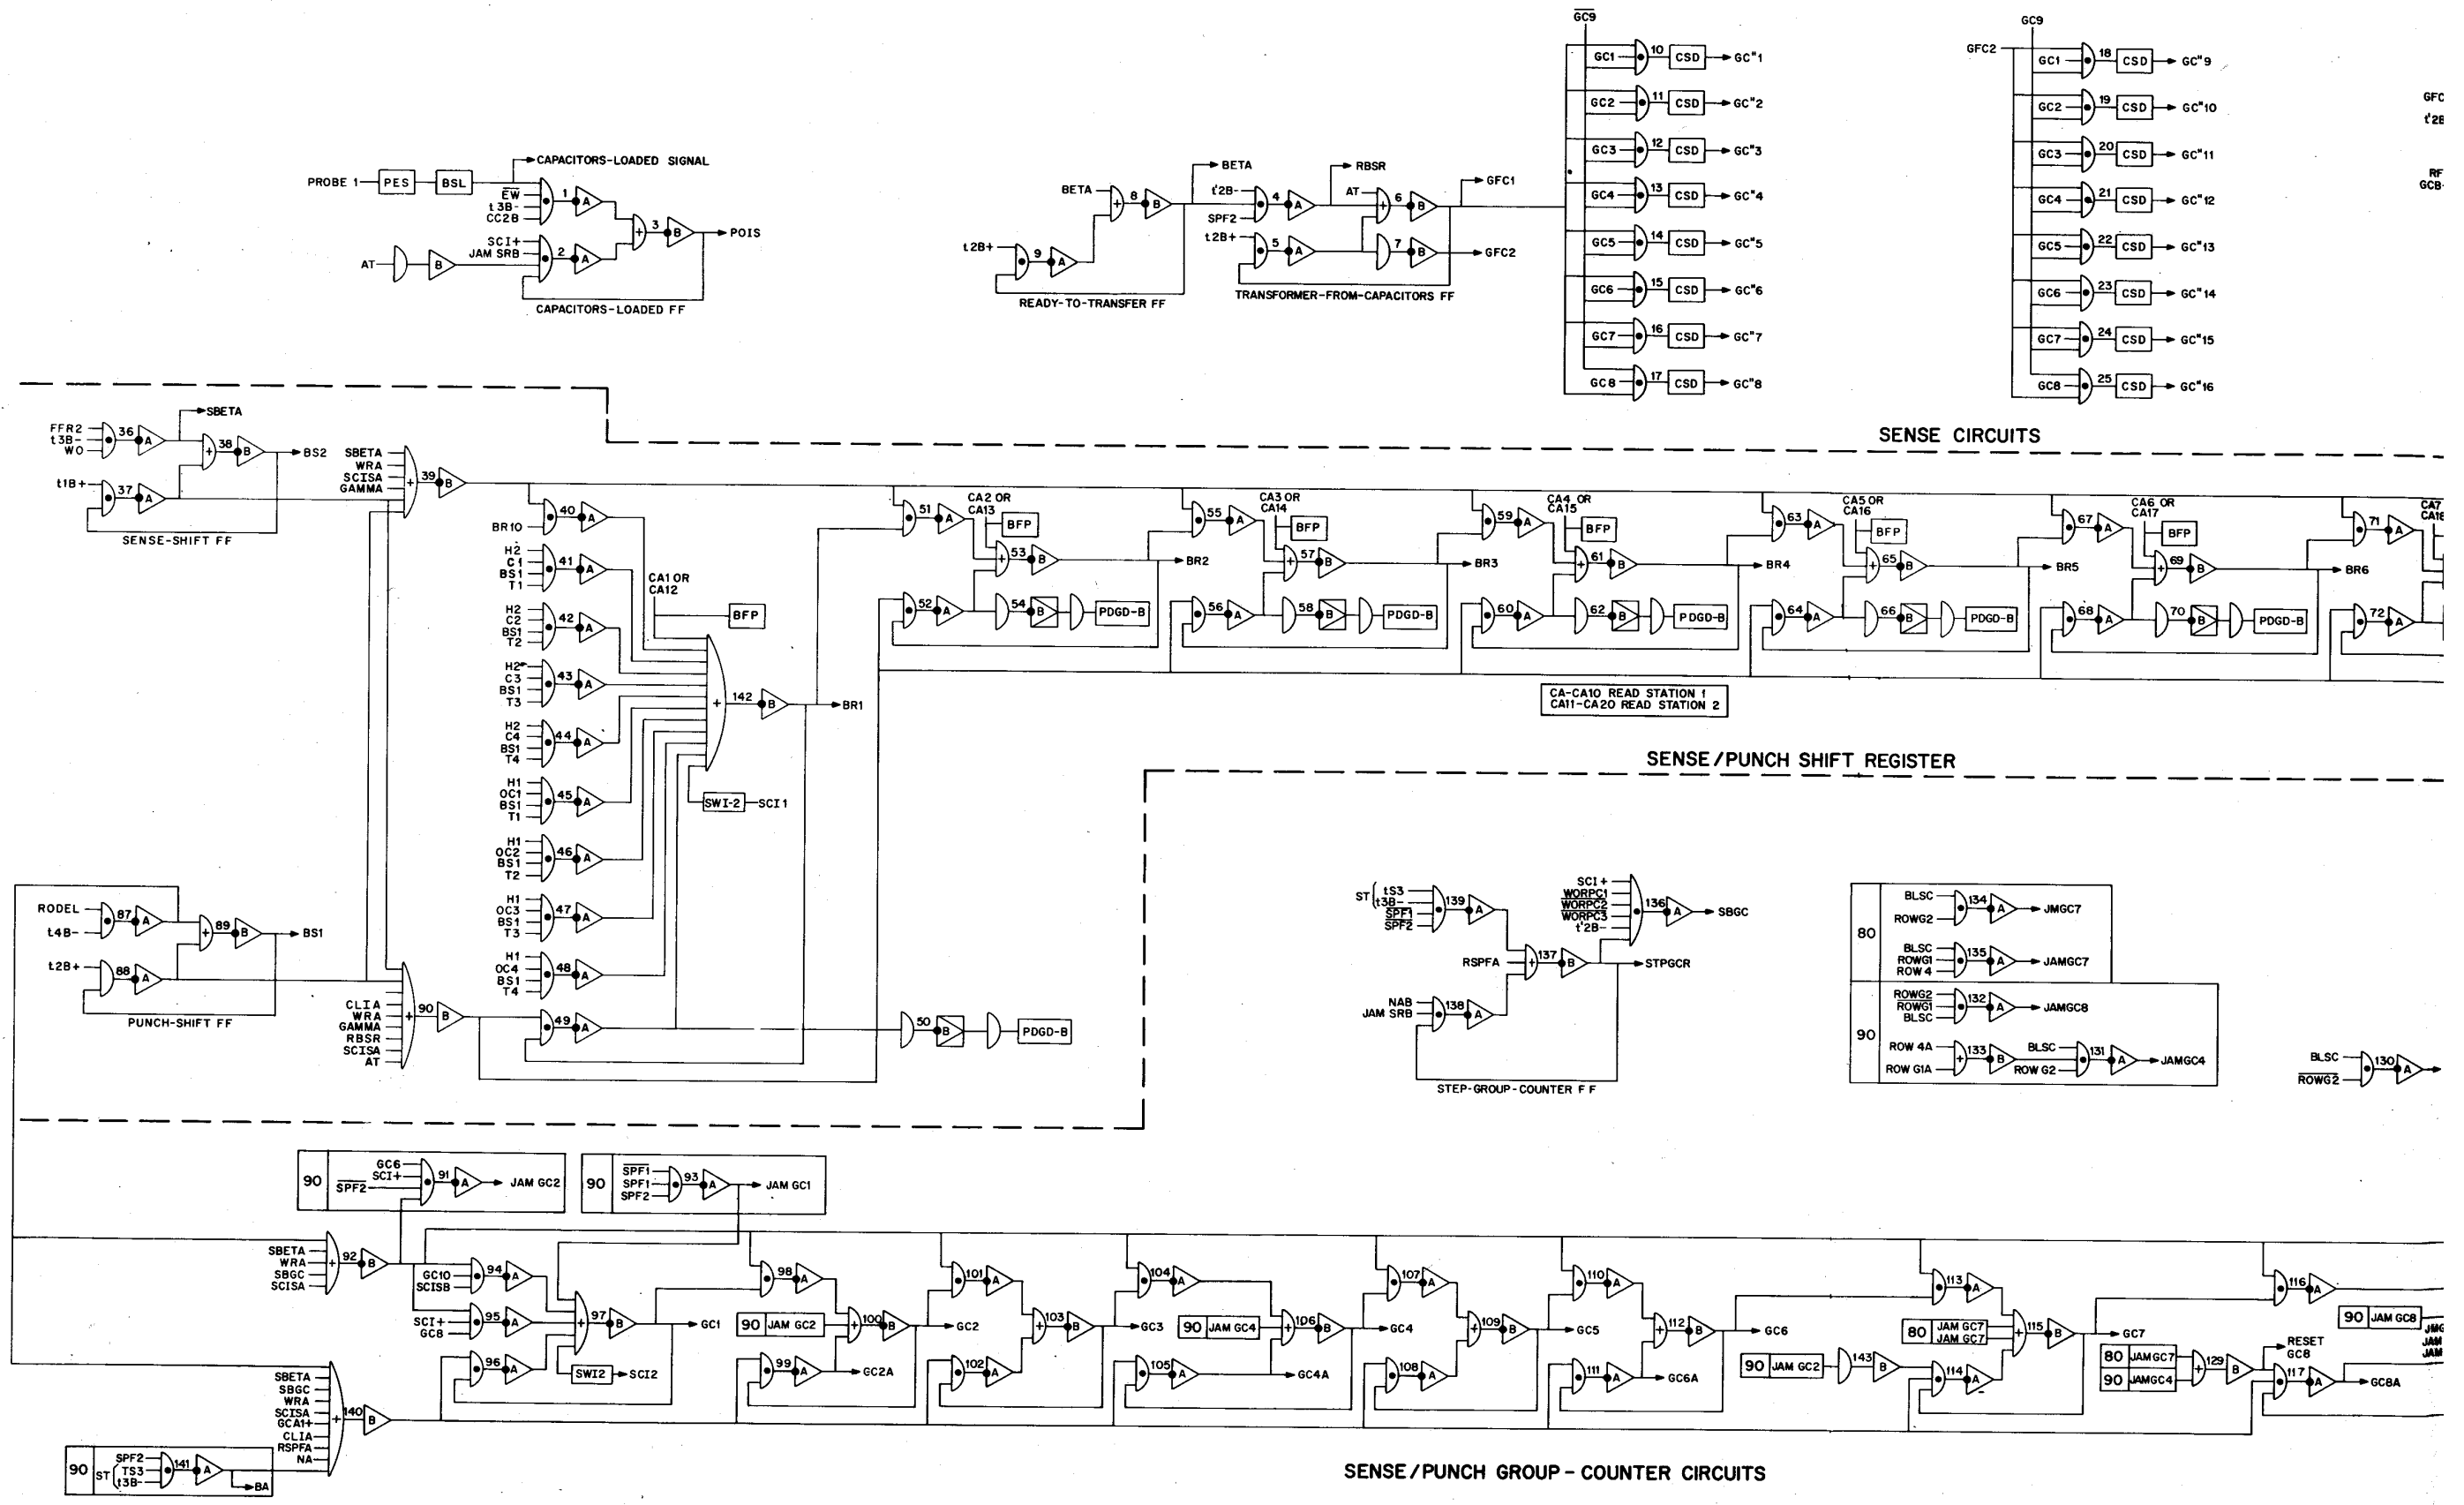 GC9
GC1 10 CSD GC"1
GC2 11 CSD GC"2
GC3 12 CSD GC"3
GC4 13 CSD GC"4
GC5 14 CSD GC"5
GC6 15 CSD GC"6
GC7 16 CSD GC"7
GC8 17 CSD GC"8
GC9
GFC2
GC1 18 CSD GC"9
GC2 19 CSD GC"10
GC3 20 CSD GC"11
GC4 21 CSD GC"12
GC5 22 CSD GC"13
GC6 23 CSD GC"14
GC7 24 CSD GC"15
GC8 25 CSD GC"16
GFC
t'2B
RF
GCB-
CAPACITORS-LOADED SIGNAL
PROBE 1 PES BSL
EW
t3B-
CC2B
1 A
SCI+
JAM SRB
2 A
3 B POIS
AT B
CAPACITORS-LOADED FF
BETA
BETA 8 B
t2B+ 9 A
READY-TO-TRANSFER FF
RBSR
t'2B-
SPF2
4 A
AT 6 B
GFC1
t2B+ 5 A
7 B GFC2
TRANSFORMER-FROM-CAPACITORS FF
SENSE CIRCUITS
SBETA
FFR2
t3B-
WO
36 A
38 B BS2
t1B+ 37 A
SENSE-SHIFT FF
SBETA
WRA
SCISA
GAMMA
39 B
BR10 40 A
H2
C1
BS1
T1
41 A
H2
C2
BS1
T2
42 A
H2
C3
BS1
T3
43 A
H2
C4
BS1
T4
44 A
H1
OC1
BS1
T1
45 A
H1
OC2
BS1
T2
46 A
H1
OC3
BS1
T3
47 A
H1
OC4
BS1
T4
48 A
CA1 OR
CA12
BFP
142 B BR1
SWI-2 SCI1
49 A
50 B PDGD-B
51 A
CA2 OR
CA13
BFP
53 B BR2
52 A 54 B PDGD-B
55 A
CA3 OR
CA14
BFP
57 B BR3
56 A 58 B PDGD-B
59 A
CA4 OR
CA15
BFP
61 B BR4
60 A 62 B PDGD-B
63 A
CA5 OR
CA16
BFP
65 B BR5
64 A 66 B PDGD-B
67 A
CA6 OR
CA17
BFP
69 B BR6
68 A 70 B PDGD-B
71 A
CA7
CA18
72 A
CA-CA10 READ STATION 1
CA11-CA20 READ STATION 2
SENSE/PUNCH SHIFT REGISTER
RODEL
t4B-
87 A
89 B BS1
t2B+ 88 A
PUNCH-SHIFT FF
CLIA
WRA
GAMMA
RBSR
SCISA
AT
90 B
ST
tS3
t3B-
SPF1
SPF2
139 A
SCI+
WORPC1
WORPC2
WORPC3
t'2B-
136 A SBGC
RSPFA 137 B STPGCR
NAB
JAM SRB
138 A
STEP-GROUP-COUNTER FF
80
BLSC
ROWG2
134 A JMGC7
BLSC
ROWG1
ROW 4
135 A JAMGC7
90
ROWG2
ROWG1
BLSC
132 A JAMGC8
ROW 4A
ROW G1A
133 B
BLSC
ROW G2
131 A JAMGC4
BLSC
ROWG2
130 A
90
GC6
SCI+
SPF2
91 A JAM GC2
90
SPF1
SPF1
SPF2
93 A JAM GC1
SBETA
WRA
SBGC
SCISA
92 B
GC10
SCISB
94 A
SCI+
GC8
95 A
96 A
97 B GC1
SWI2 SCI2
98 A
90 JAM GC2
100 B GC2
99 A GC2A
101 A
103 B GC3
102 A
104 A
90 JAM GC4
106 B GC4
105 A GC4A
107 A
109 B GC5
108 A
110 A
112 B GC6
111 A GC6A
113 A
80 JAM GC7
JAM GC7
115 B GC7
90 JAM GC2 143 B
114 A
116 A
90 JAM GC8
JMG
JAM
JAM
80 JAMGC7
90 JAMGC4
129 B
RESET
GC8
117 A GC8A
SBETA
SBGC
WRA
SCISA
GCA1+
CLIA
RSPFA
NA
140 B
90
ST
SPF2
TS3
t3B-
141 A
BA
SENSE/PUNCH GROUP-COUNTER CIRCUITS